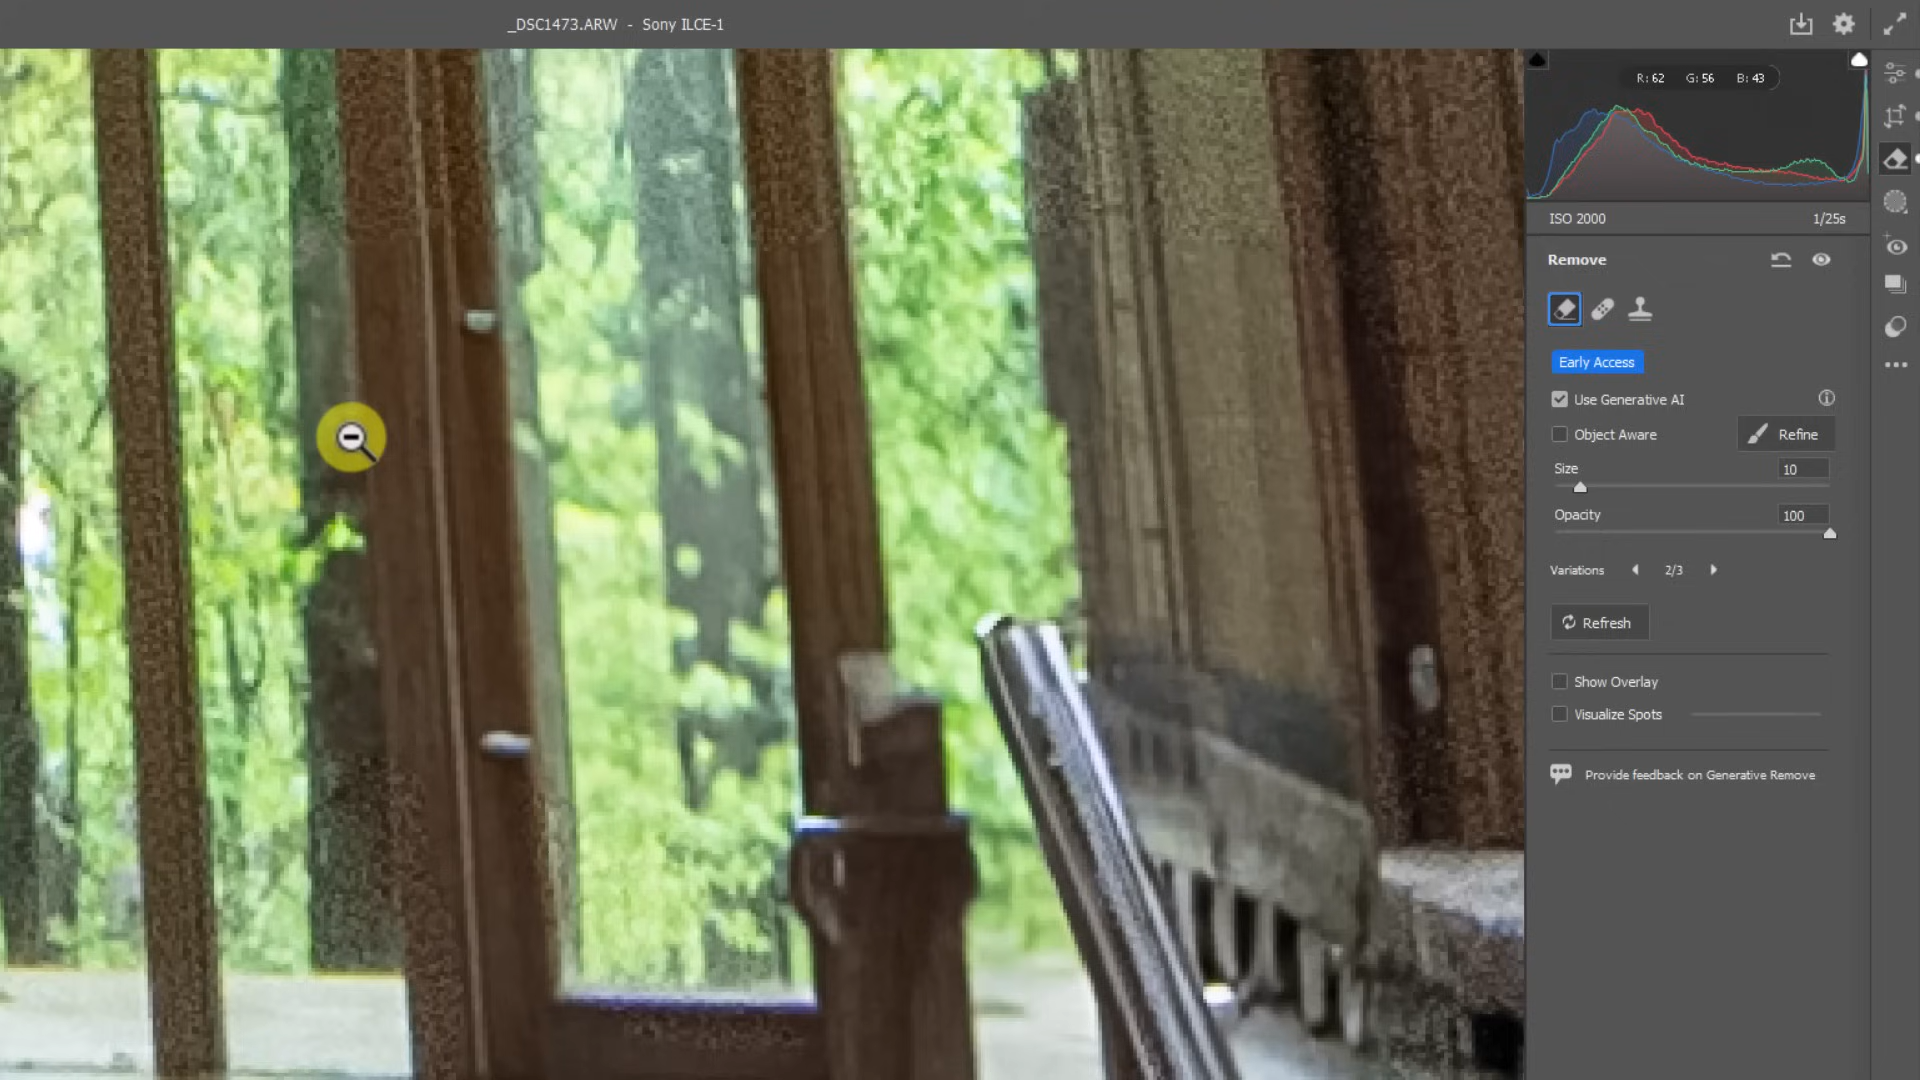 _DSC1473.ARW - Sony ILCE-1
R: 62 G: 56 B: 43
ISO 2000 1/25s
Remove
Early Access
Use Generative AI
Object Aware Refine
Size 10
Opacity 100
Variations 2/3
Refresh
Show Overlay
Visualize Spots
Provide feedback on Generative Remove